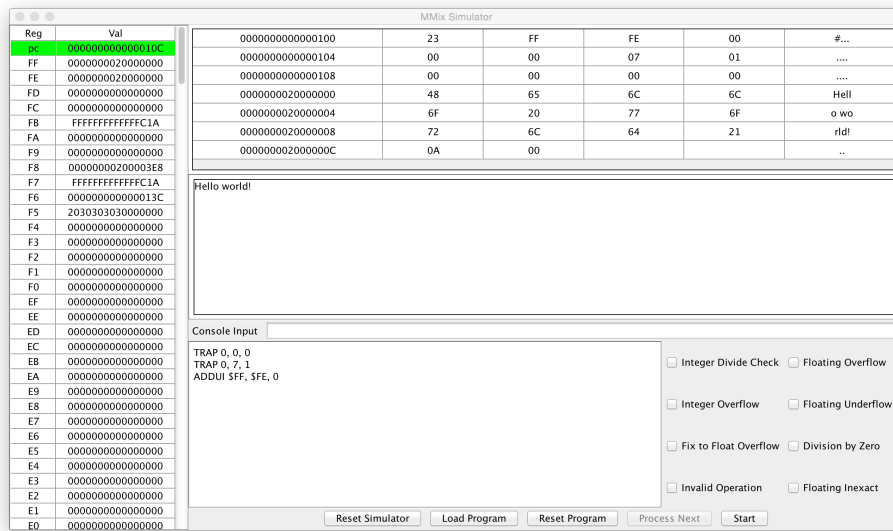 MMix Simulator
Reg Val
pc 000000000000010C
FF 0000000020000000
FE 0000000020000000
FD 0000000000000000
FC 0000000000000000
FB FFFFFFFFFFFFFC1A
FA 0000000000000000
F9 0000000000000000
F8 00000000200003E8
F7 FFFFFFFFFFFFFC1A
F6 000000000000013C
F5 2030303030000000
F4 0000000000000000
F3 0000000000000000
F2 0000000000000000
F1 0000000000000000
F0 0000000000000000
EF 0000000000000000
EE 0000000000000000
ED 0000000000000000
EC 0000000000000000
EB 0000000000000000
EA 0000000000000000
E9 0000000000000000
E8 0000000000000000
E7 0000000000000000
E6 0000000000000000
E5 0000000000000000
E4 0000000000000000
E3 0000000000000000
E2 0000000000000000
E1 0000000000000000
E0 0000000000000000
0000000000000100 23 FF FE 00 #...
0000000000000104 00 00 07 01 ....
0000000000000108 00 00 00 00 ....
0000000020000000 48 65 6C 6C Hell
0000000020000004 6F 20 77 6F o wo
0000000020000008 72 6C 64 21 rld!
000000002000000C 0A 00 ..
Hello world!
Console Input
TRAP 0, 0, 0
TRAP 0, 7, 1
ADDUI $FF, $FE, 0
Integer Divide Check Floating Overflow
Integer Overflow Floating Underflow
Fix to Float Overflow Division by Zero
Invalid Operation Floating Inexact
Reset Simulator Load Program Reset Program Process Next Start